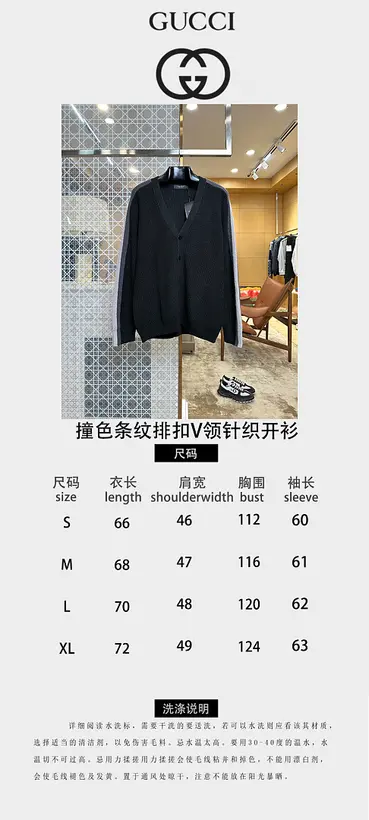 GUCCI
撞色条纹排扣V领针织开衫
尺码
尺码 衣长 肩宽 胸围 袖长
size length shoulderwidth bust sleeve
S 66 46 112 60
M 68 47 116 61
L 70 48 120 62
XL 72 49 124 63
洗涤说明
详细阅读水洗标，需要干洗的要送洗，若可以水洗则应看该其材质，
选择适当的清洁剂，以免伤害毛料。忌水温太高。要用30-40度的温水，水
温切不可过高。忌用力揉搓用力揉搓会使毛线粘并和掉色，不能用漂白剂，
会使毛线褪色及发黄。置于通风处晾干，注意不能放在阳光暴晒。